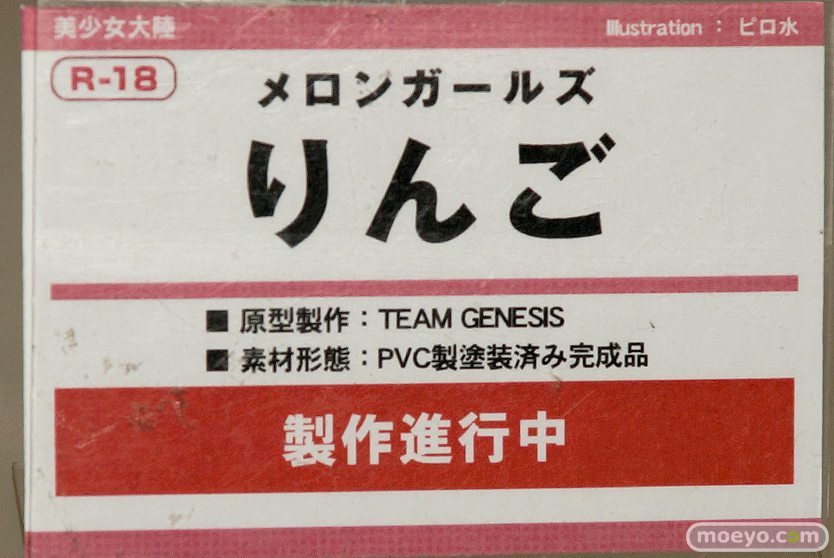 美少女大陸
Illustration : ピロ水
R-18
メロンガールズ
りんご
■ 原型製作：TEAM GENESIS
■ 素材形態：PVC製塗装済み完成品
製作進行中
moeyo.com